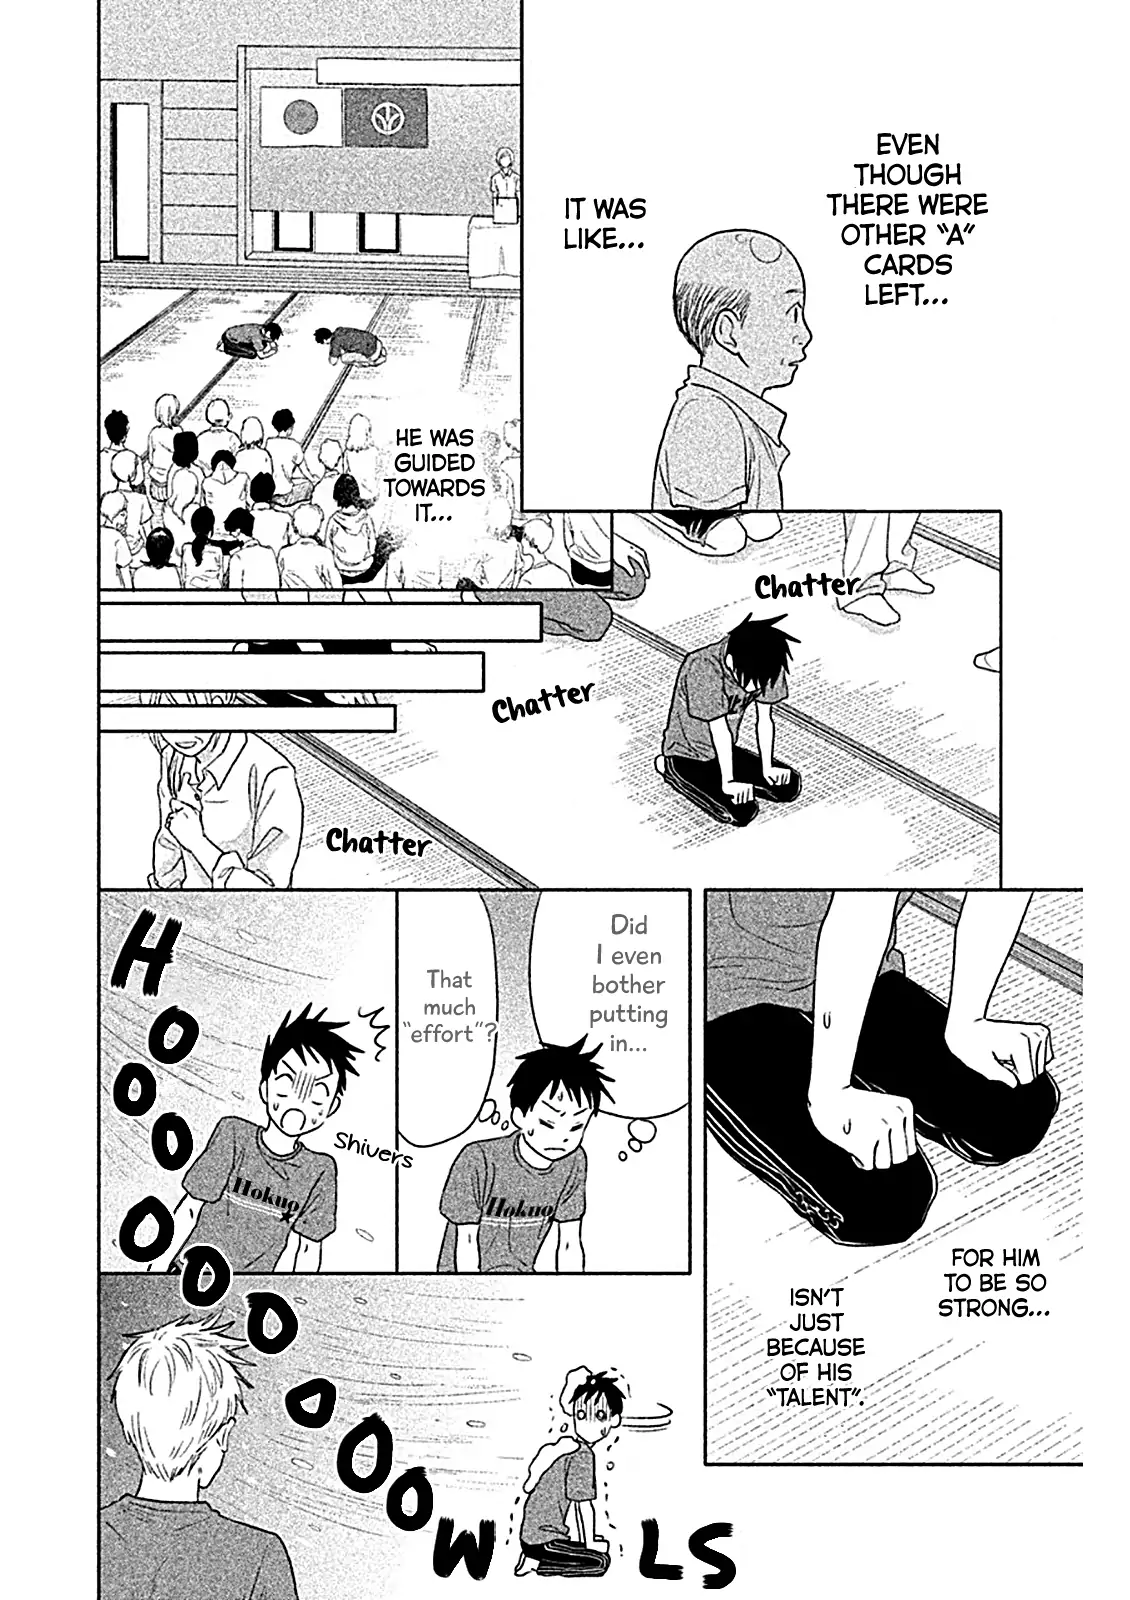 EVEN
THOUGH
THERE WERE
OTHER "A"
CARDS
LEFT...
IT WAS
LIKE...
HE WAS
GUIDED
TOWARDS
IT...
Chatter
Chatter
Chatter
FOR HIM
TO BE SO
STRONG...
ISN'T
JUST
BECAUSE
OF HIS
"TALENT".
Did
I even
bother
putting
in...
That
much
"effort"?
Hokuo
Shivers
Hokuo
HOOOOOOOOOOOWLS